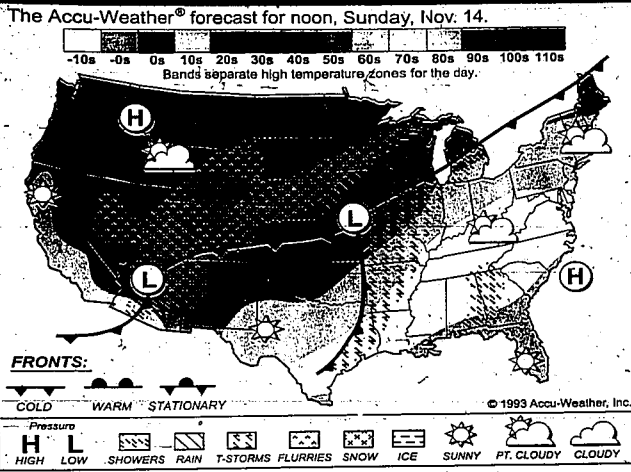 The Accu-Weather® forecast for noon, Sunday, Nov. 14.
-10s -0s 0s 10s 20s 30s 40s 50s 60s 70s 80s 90s 100s 110s
Bands separate high temperature zones for the day.
H
L
L
H
FRONTS:
COLD WARM STATIONARY
© 1993 Accu-Weather, Inc.
Pressure
H L
HIGH LOW SHOWERS RAIN T-STORMS FLURRIES SNOW ICE SUNNY PT. CLOUDY CLOUDY